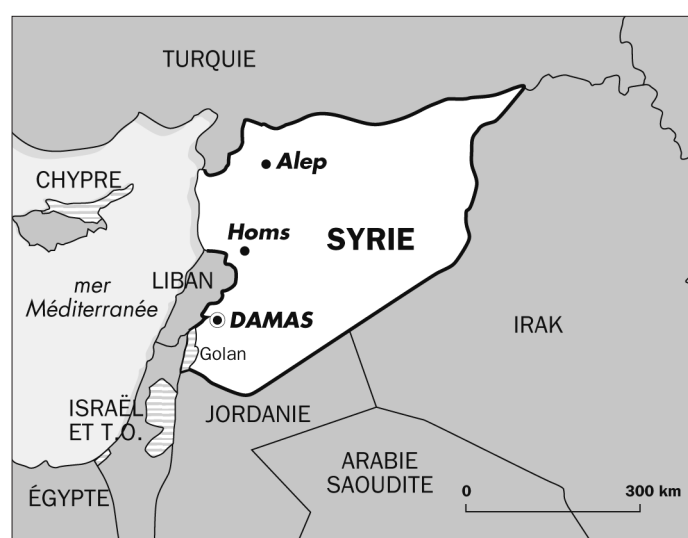 TURQUIE
Alep
CHYPRE
Homs
SYRIE
mer
Méditerranée
LIBAN
DAMAS
IRAK
Golan
ISRAËL
ET T.O.
JORDANIE
ARABIE
SAOUDITE
ÉGYPTE
0
300 km